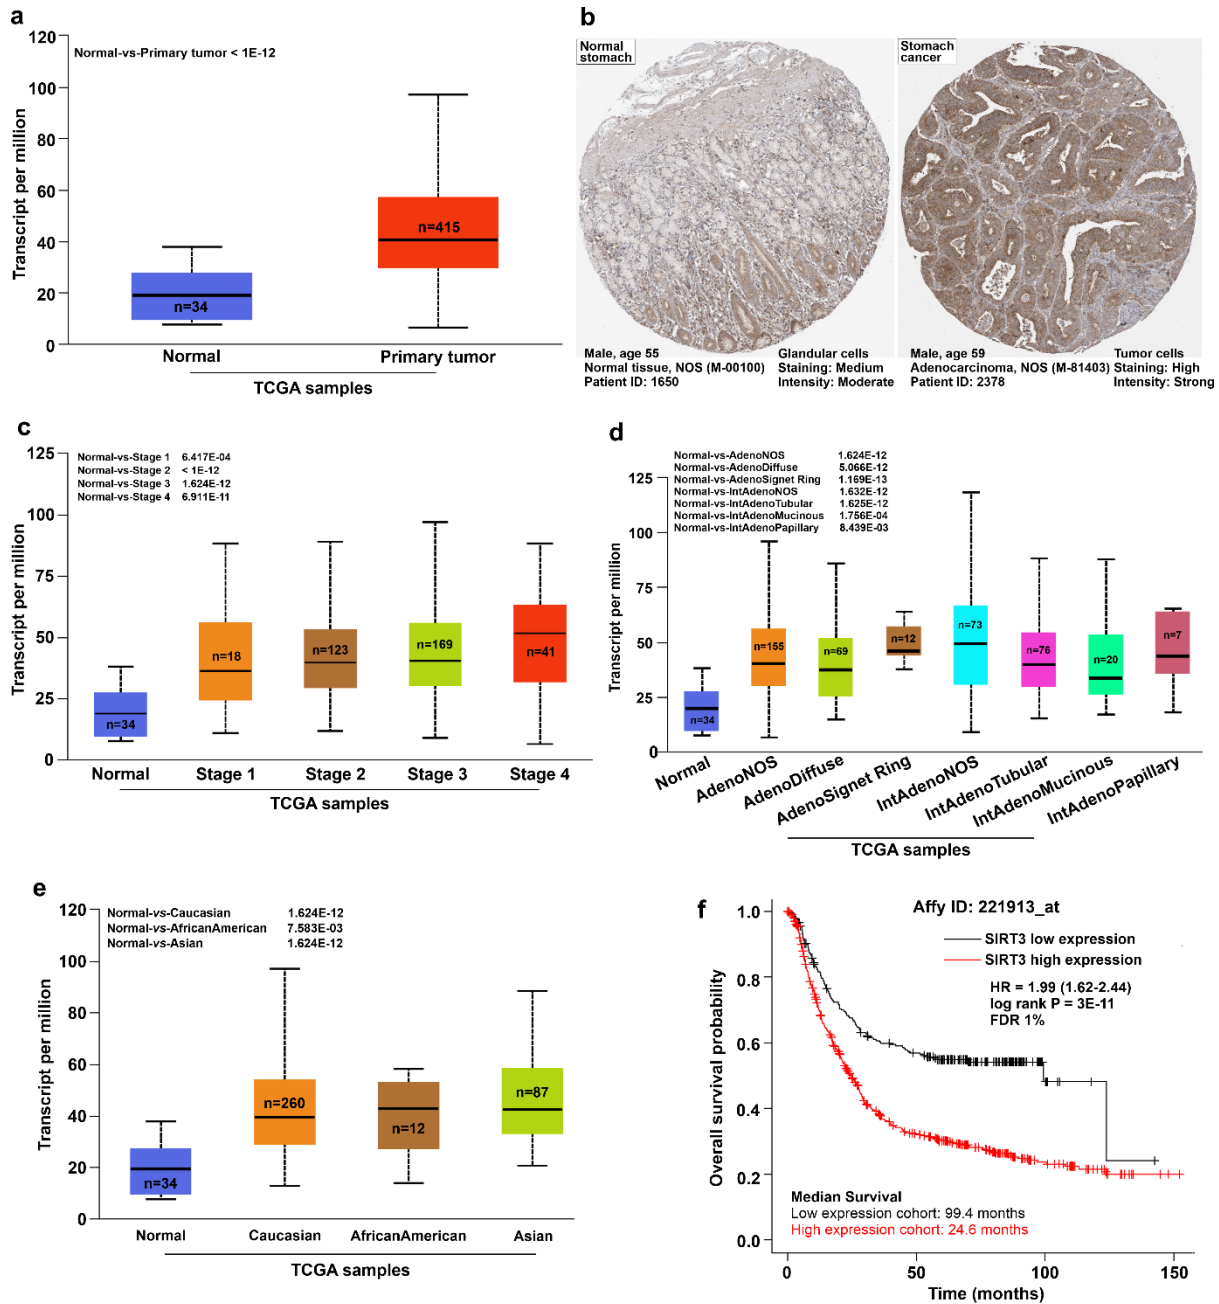 a
120
100
80
60
40
20
0
Transcript per million
Normal-vs-Primary tumor < 1E-12
n=34
n=415
Normal
Primary tumor
TCGA samples
b
Normal
stomach
Stomach
cancer
Male, age 55
Normal tissue, NOS (M-00100)
Patient ID: 1650
Glandular cells
Staining: Medium
Intensity: Moderate
Male, age 59
Adenocarcinoma, NOS (M-81403)
Patient ID: 2378
Tumor cells
Staining: High
Intensity: Strong
c
125
100
75
50
25
0
Transcript per million
Normal-vs-Stage 1 6.417E-04
Normal-vs-Stage 2 < 1E-12
Normal-vs-Stage 3 1.624E-12
Normal-vs-Stage 4 6.911E-11
n=34
n=18
n=123
n=169
n=41
Normal
Stage 1
Stage 2
Stage 3
Stage 4
TCGA samples
d
Normal-vs-AdenoNOS 1.624E-12
Normal-vs-AdenoDiffuse 5.066E-12
Normal-vs-AdenoSignet Ring 1.169E-13
Normal-vs-IntAdenoNOS 1.632E-12
Normal-vs-IntAdenoTubular 1.625E-12
Normal-vs-IntAdenoMucinous 1.756E-04
Normal-vs-IntAdenoPapillary 8.439E-03
125
100
75
50
25
0
Transcript per million
n=34
n=155
n=69
n=12
n=73
n=76
n=20
n=7
Normal
AdenoNOS
AdenoDiffuse
AdenoSignet Ring
IntAdenoNOS
IntAdenoTubular
IntAdenoMucinous
IntAdenoPapillary
TCGA samples
e
120
100
80
60
40
20
0
Transcript per million
Normal-vs-Caucasian 1.624E-12
Normal-vs-AfricanAmerican 7.583E-03
Normal-vs-Asian 1.624E-12
n=34
n=260
n=12
n=87
Normal
Caucasian
AfricanAmerican
Asian
TCGA samples
f
Affy ID: 221913_at
SIRT3 low expression
SIRT3 high expression
HR = 1.99 (1.62-2.44)
log rank P = 3E-11
FDR 1%
1.0
0.8
0.6
0.4
0.2
0.0
Overall survival probability
Median Survival
Low expression cohort: 99.4 months
High expression cohort: 24.6 months
0
50
100
150
Time (months)